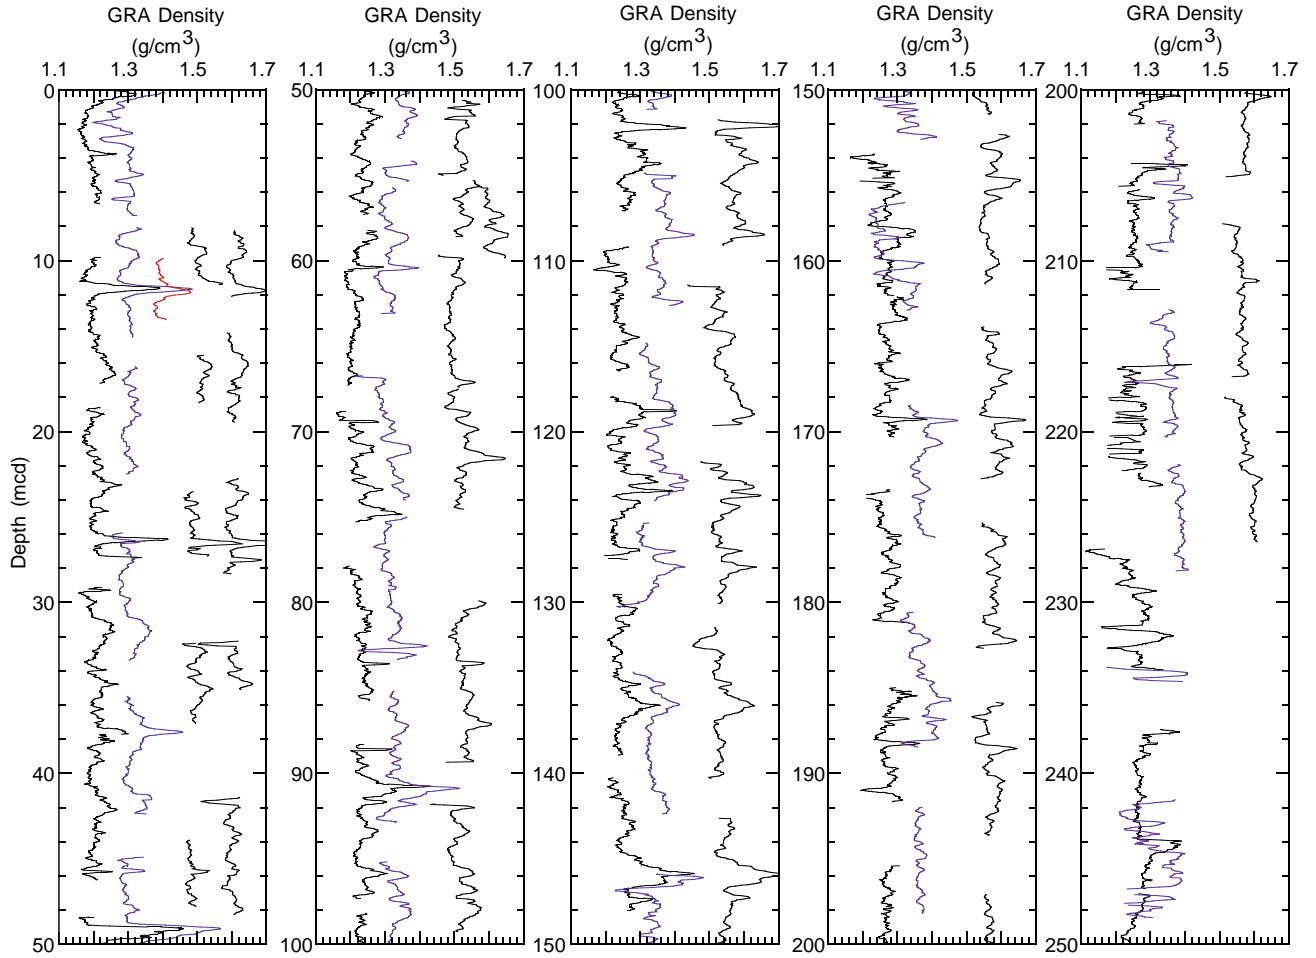 GRA Density GRA Density GRA Density GRA Density GRA Density
(g/cm3) (g/cm3) (g/cm3) (g/cm3) (g/cm3)
1.1 1.3 1.5 1.7 1.1 1.3 1.5 1.7 1.1 1.3 1.5 1.7 1.1 1.3 1.5 1.7 1.1 1.3 1.5 1.7
0 50 100 150 200
10 60 110 160 210
20 70 120 170 220
Depth (mcd)
30 80 130 180 230
40 90 140 190 240
50 100 150 200 250